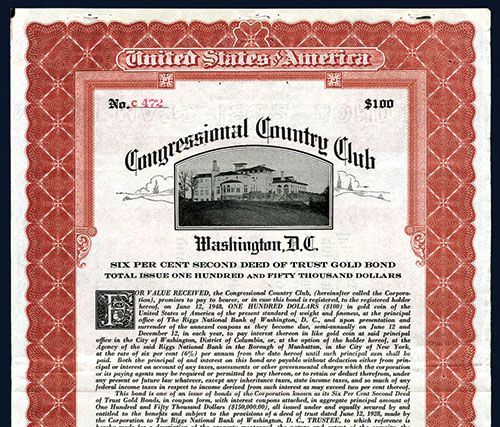 United States of America
No. C 472 $100
Congressional Country Club
Washington, D.C.
SIX PER CENT SECOND DEED OF TRUST GOLD BOND
TOTAL ISSUE ONE HUNDRED AND FIFTY THOUSAND DOLLARS
FOR VALUE RECEIVED, the Congressional Country Club, (hereinafter called the Corpora-
tion), promises to pay to bearer, or in case this bond is registered, to the registered holder
hereof, on June 12, 1948, ONE HUNDRED DOLLARS ($100) in gold coin of the
United States of America of the present standard of weight and fineness, at the principal
office of The Riggs National Bank of Washington, D. C., and upon presentation and
surrender of the annexed coupons as they become due, semi-annually on June 12 and
December 12, in each year, to pay interest thereon in like gold coin at said principal
office in the City of Washington, District of Columbia, or, at the option of the holder hereof, at the
Agency of the said Riggs National Bank in the Borough of Manhattan, in the City of New York,
at the rate of six per cent (6%) per annum from the date hereof until such principal sum shall be
paid. Both the principal of and interest on this bond are payable without deduction either from prin-
cipal or interest on account of any taxes, assessments or other governmental charges which the corporation
or its paying agents may be required or permitted to pay thereon, or to retain or deduct therefrom, under
any present or future law whatever, except any inheritance taxes, state income taxes, and so much of any
federal income taxes in respect to income derived from such interest as may exceed two per cent thereof.
This bond is one of an issue of bonds of the Corporation known as its Six Per Cent Second Deed
of Trust Gold Bonds, in coupon form, with interest coupons attached, in aggregate principal amount of
One Hundred and Fifty Thousand Dollars ($150,000.00), all issued under and equally secured by and
entitled to the benefits and subject to the provisions of a deed of trust dated June 12, 1928, made by
the Corporation to The Riggs National Bank of Washington, D. C., TRUSTEE, to which reference is